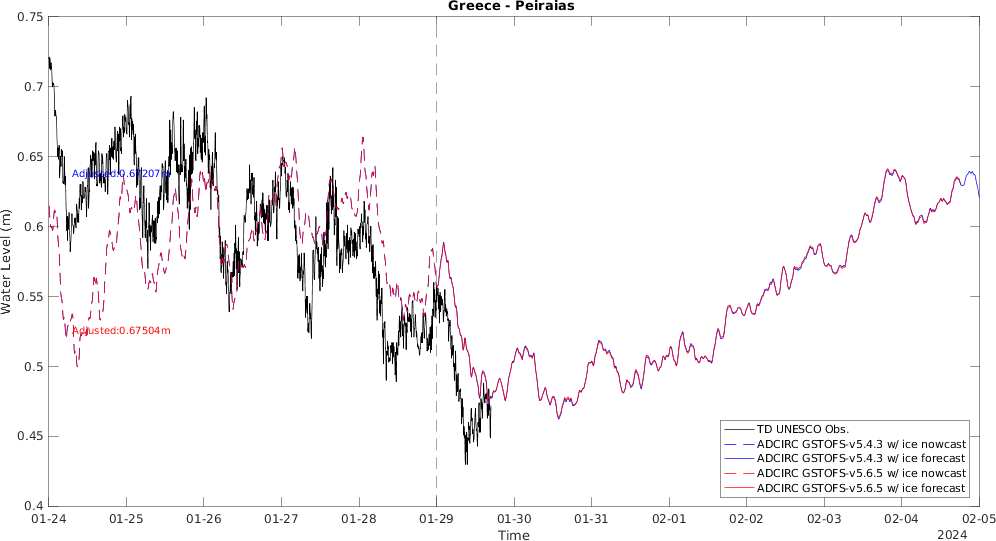 Greece - Peiraias
0.75
0.7
0.65
0.6
0.55
0.5
0.45
0.4
Water Level (m)
Adjusted:0.67207m
Adjusted:0.67504m
TD UNESCO Obs.
ADCIRC GSTOFS-v5.4.3 w/ ice nowcast
ADCIRC GSTOFS-v5.4.3 w/ ice forecast
ADCIRC GSTOFS-v5.6.5 w/ ice nowcast
ADCIRC GSTOFS-v5.6.5 w/ ice forecast
01-24 01-25 01-26 01-27 01-28 01-29 01-30 01-31 02-01 02-02 02-03 02-04 02-05
Time
2024